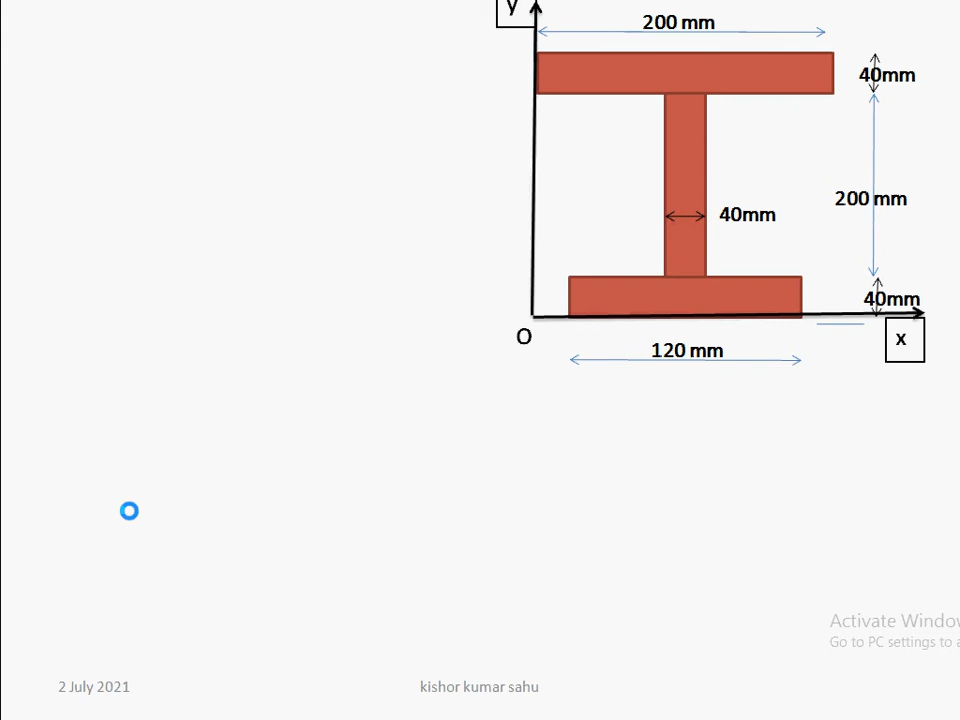 y
200 mm
40mm
200 mm
40mm
40mm
O
x
120 mm
Activate Window
Go to PC settings to a
2 July 2021
kishor kumar sahu